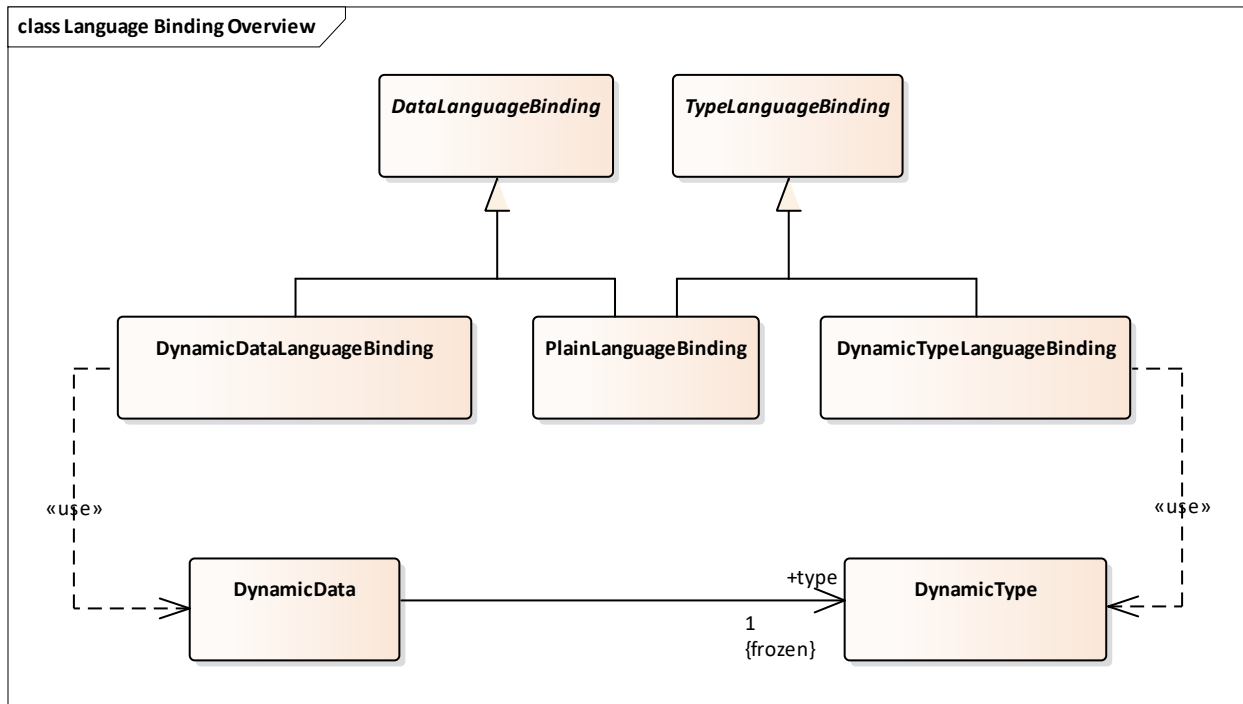 class Language Binding Overview
DataLanguageBinding
TypeLanguageBinding
DynamicDataLanguageBinding
PlainLanguageBinding
DynamicTypeLanguageBinding
«use»
«use»
DynamicData
+type
DynamicType
1
{frozen}